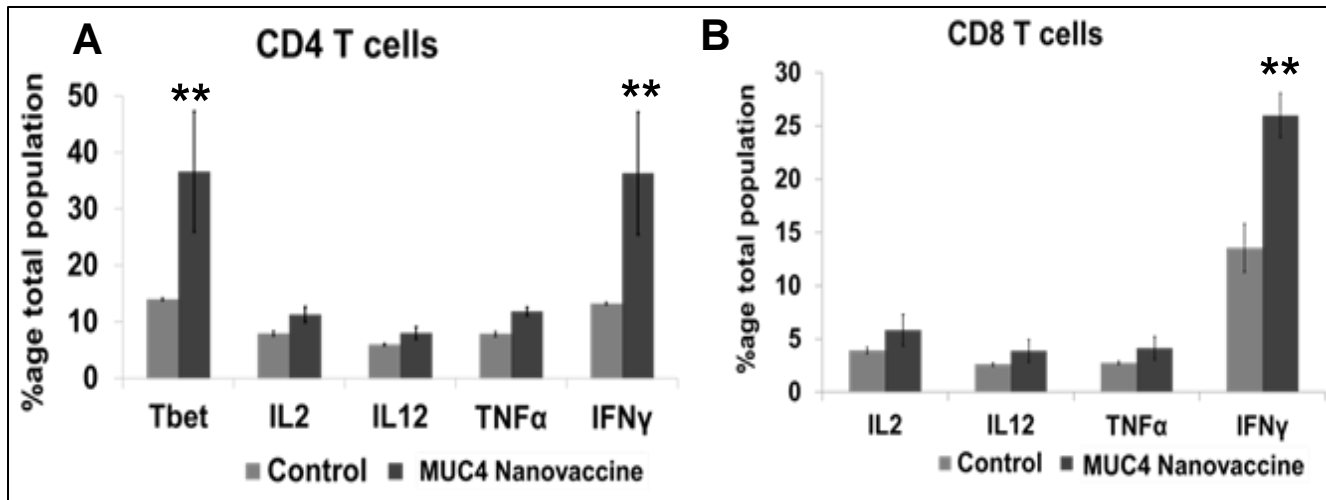 A
CD4 T cells
**
**
%age total population
50
40
30
20
10
0
Tbet IL2 IL12 TNFα IFNγ
Control MUC4 Nanovaccine
B
CD8 T cells
**
%age total population
30
25
20
15
10
5
0
IL2 IL12 TNFα IFNγ
Control MUC4 Nanovaccine